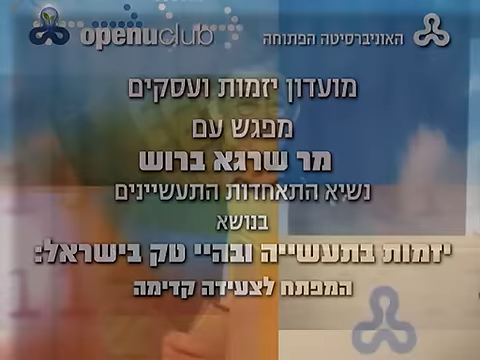 openuclub
האוניברסיטה הפתוחה
מועדון יזמות ועסקים
מפגש עם
מר שרגא ברוש
נשיא התאחדות התעשיינים
בנושא
יזמות בתעשייה ובהיי טק בישראל:
המפתח לצעידה קדימה